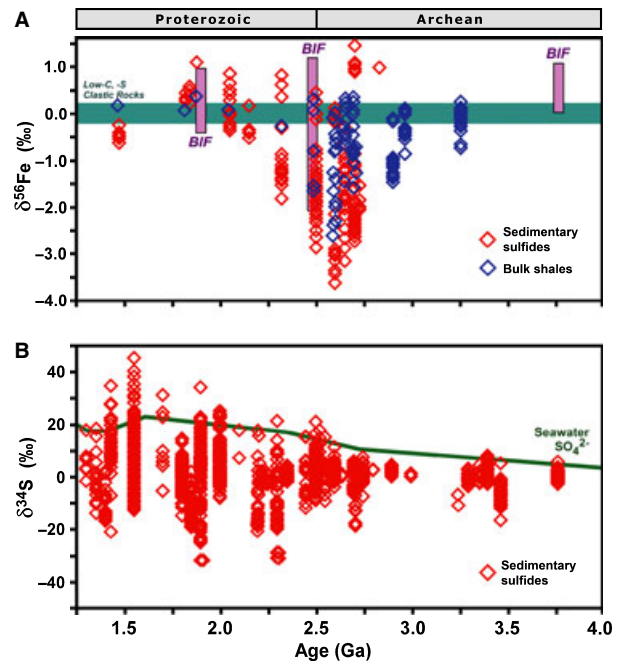 Proterozoic Archean
A
BIF
BIF
Low-C, -S
Clastic Rocks
BIF
1.0
0.0
−1.0
−2.0
−3.0
−4.0
δ56Fe (‰)
Sedimentary
sulfides
Bulk shales
B
40
20
0
−20
−40
δ34S (‰)
Seawater
SO42-
Sedimentary
sulfides
1.5 2.0 2.5 3.0 3.5 4.0
Age (Ga)